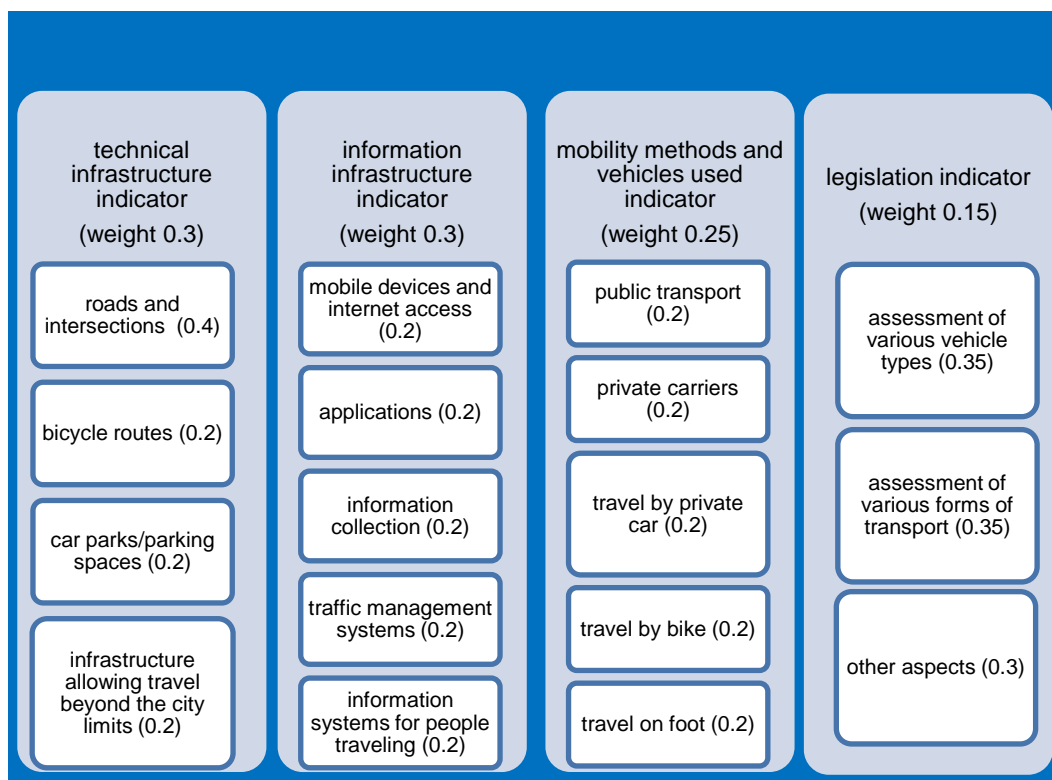 technical
infrastructure
indicator
(weight 0.3)
roads and
intersections (0.4)
bicycle routes (0.2)
car parks/parking
spaces (0.2)
infrastructure
allowing travel
beyond the city
limits (0.2)
information
infrastructure
indicator
(weight 0.3)
mobile devices and
internet access
(0.2)
applications (0.2)
information
collection (0.2)
traffic management
systems (0.2)
information
systems for people
traveling (0.2)
mobility methods and
vehicles used
indicator
(weight 0.25)
public transport
(0.2)
private carriers
(0.2)
travel by private
car (0.2)
travel by bike (0.2)
travel on foot (0.2)
legislation indicator
(weight 0.15)
assessment of
various vehicle
types (0.35)
assessment of
various forms of
transport (0.35)
other aspects (0.3)